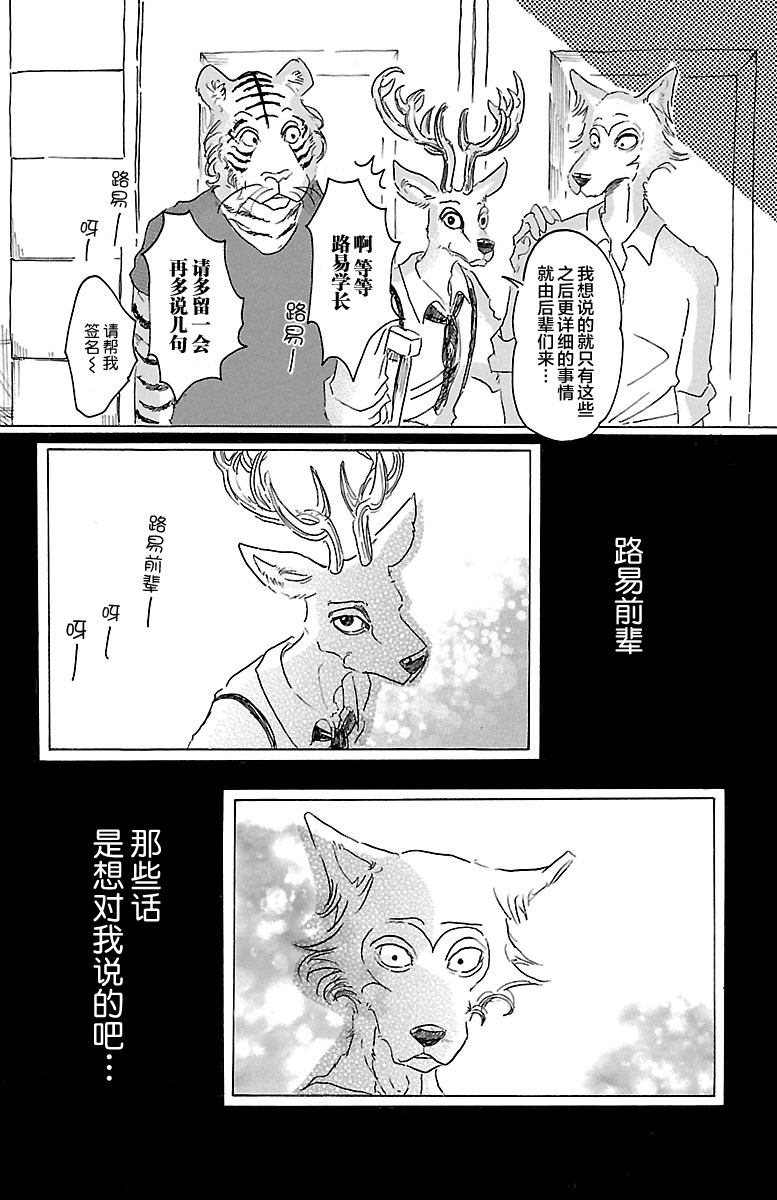 我想说的就只有这些
之后更详细的事情
就由后辈们来…
啊 等等
路易学长
路易—
请多留一会
再多说几句
路易—
呀—
请帮我
签名~
路易前辈
路易前辈—
呀—
呀—
那些话
是想对我说的吧…